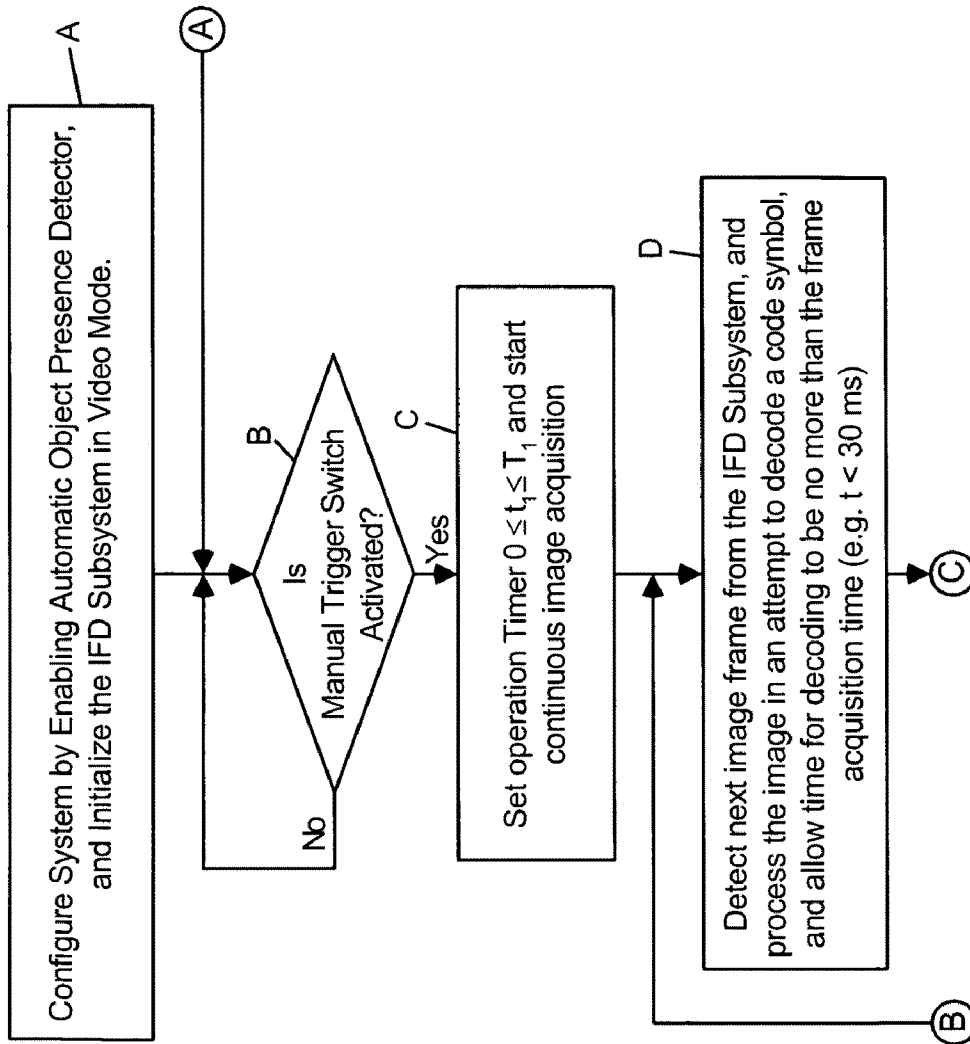 Configure System by Enabling Automatic Object Presence Detector,
and Initialize the IFD Subsystem in Video Mode.
A
A
B
Is
Manual Trigger Switch
Activated?
No
Yes
C
Set operation Timer 0 ≤ t₁ ≤ T₁ and start
continuous image acquisition
D
Detect next image frame from the IFD Subsystem, and
process the image in an attempt to decode a code symbol,
and allow time for decoding to be no more than the frame
acquisition time (e.g. t < 30 ms)
B
C